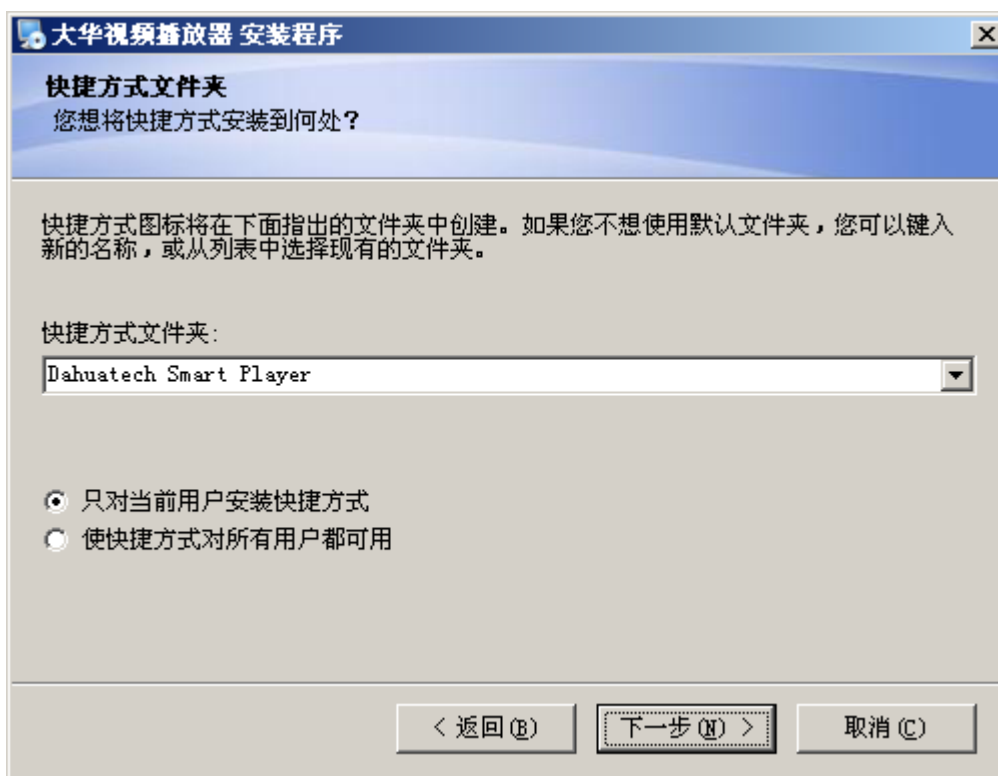 大华视频播放器 安装程序
快捷方式文件夹
您想将快捷方式安装到何处？
快捷方式图标将在下面指出的文件夹中创建。如果您不想使用默认文件夹，您可以键入
新的名称，或从列表中选择现有的文件夹。
快捷方式文件夹:
Dahuatech Smart Player
只对当前用户安装快捷方式
使快捷方式对所有用户都可用
< 返回(B)
下一步(N) >
取消(C)